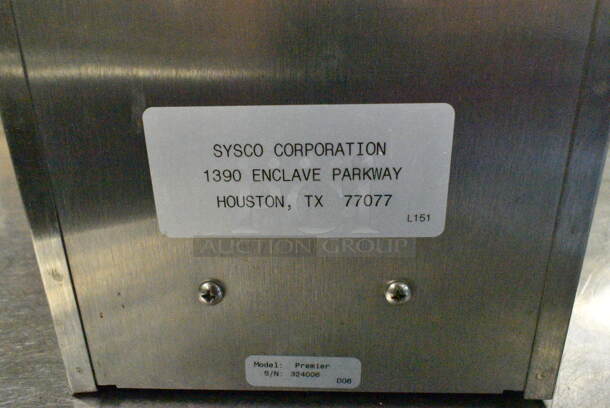 SYSCO CORPORATION
1390 ENCLAVE PARKWAY
HOUSTON, TX 77077
L151
AUCTION GROUP
Model: Premier
S/N: 324006
D06